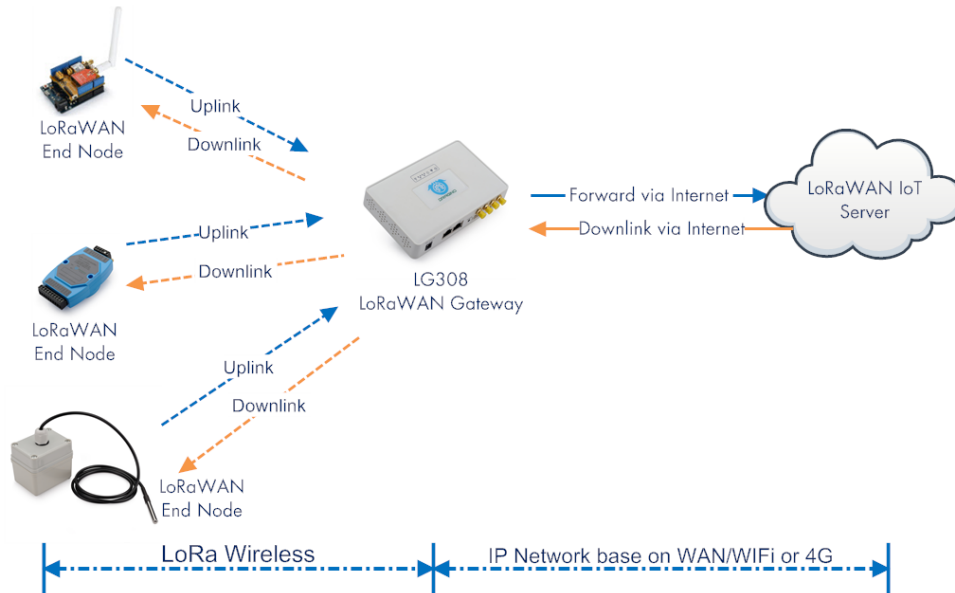 Uplink
Downlink
LoRaWAN
End Node
Uplink
Downlink
LoRaWAN
End Node
Uplink
Downlink
LoRaWAN
End Node
LG308
LoRaWAN Gateway
Forward via Internet
Downlink via Internet
LoRaWAN IoT
Server
LoRa Wireless
IP Network base on WAN/WIFi or 4G